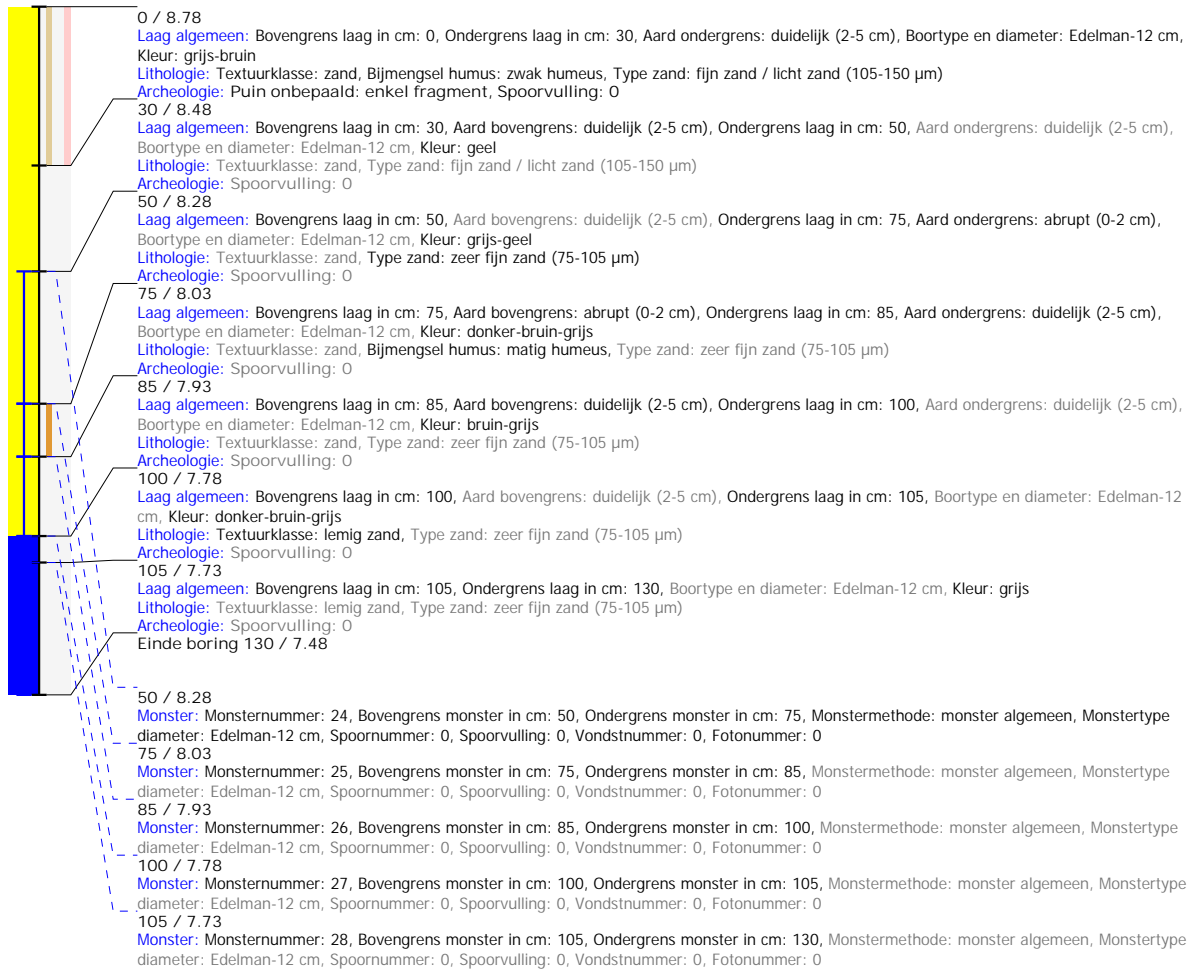 0 / 8.78
Laag algemeen: Bovengrens laag in cm: 0, Ondergrens laag in cm: 30, Aard ondergrens: duidelijk (2-5 cm), Boortype en diameter: Edelman-12 cm,
Kleur: grijs-bruin
Lithologie: Textuurklasse: zand, Bijmengsel humus: zwak humeus, Type zand: fijn zand / licht zand (105-150 µm)
Archeologie: Puin onbepaald: enkel fragment, Spoorvulling: 0
30 / 8.48
Laag algemeen: Bovengrens laag in cm: 30, Aard bovengrens: duidelijk (2-5 cm), Ondergrens laag in cm: 50, Aard ondergrens: duidelijk (2-5 cm),
Boortype en diameter: Edelman-12 cm, Kleur: geel
Lithologie: Textuurklasse: zand, Type zand: fijn zand / licht zand (105-150 µm)
Archeologie: Spoorvulling: 0
50 / 8.28
Laag algemeen: Bovengrens laag in cm: 50, Aard bovengrens: duidelijk (2-5 cm), Ondergrens laag in cm: 75, Aard ondergrens: abrupt (0-2 cm),
Boortype en diameter: Edelman-12 cm, Kleur: grijs-geel
Lithologie: Textuurklasse: zand, Type zand: zeer fijn zand (75-105 µm)
Archeologie: Spoorvulling: 0
75 / 8.03
Laag algemeen: Bovengrens laag in cm: 75, Aard bovengrens: abrupt (0-2 cm), Ondergrens laag in cm: 85, Aard ondergrens: duidelijk (2-5 cm),
Boortype en diameter: Edelman-12 cm, Kleur: donker-bruin-grijs
Lithologie: Textuurklasse: zand, Bijmengsel humus: matig humeus, Type zand: zeer fijn zand (75-105 µm)
Archeologie: Spoorvulling: 0
85 / 7.93
Laag algemeen: Bovengrens laag in cm: 85, Aard bovengrens: duidelijk (2-5 cm), Ondergrens laag in cm: 100, Aard ondergrens: duidelijk (2-5 cm),
Boortype en diameter: Edelman-12 cm, Kleur: bruin-grijs
Lithologie: Textuurklasse: zand, Type zand: zeer fijn zand (75-105 µm)
Archeologie: Spoorvulling: 0
100 / 7.78
Laag algemeen: Bovengrens laag in cm: 100, Aard bovengrens: duidelijk (2-5 cm), Ondergrens laag in cm: 105, Boortype en diameter: Edelman-12
cm, Kleur: donker-bruin-grijs
Lithologie: Textuurklasse: lemig zand, Type zand: zeer fijn zand (75-105 µm)
Archeologie: Spoorvulling: 0
105 / 7.73
Laag algemeen: Bovengrens laag in cm: 105, Ondergrens laag in cm: 130, Boortype en diameter: Edelman-12 cm, Kleur: grijs
Lithologie: Textuurklasse: lemig zand, Type zand: zeer fijn zand (75-105 µm)
Archeologie: Spoorvulling: 0
Einde boring 130 / 7.48
50 / 8.28
Monster: Monsternummer: 24, Bovengrens monster in cm: 50, Ondergrens monster in cm: 75, Monstermethode: monster algemeen, Monstertype
diameter: Edelman-12 cm, Spoornummer: 0, Spoorvulling: 0, Vondstnummer: 0, Fotonummer: 0
75 / 8.03
Monster: Monsternummer: 25, Bovengrens monster in cm: 75, Ondergrens monster in cm: 85, Monstermethode: monster algemeen, Monstertype
diameter: Edelman-12 cm, Spoornummer: 0, Spoorvulling: 0, Vondstnummer: 0, Fotonummer: 0
85 / 7.93
Monster: Monsternummer: 26, Bovengrens monster in cm: 85, Ondergrens monster in cm: 100, Monstermethode: monster algemeen, Monstertype
diameter: Edelman-12 cm, Spoornummer: 0, Spoorvulling: 0, Vondstnummer: 0, Fotonummer: 0
100 / 7.78
Monster: Monsternummer: 27, Bovengrens monster in cm: 100, Ondergrens monster in cm: 105, Monstermethode: monster algemeen, Monstertype
diameter: Edelman-12 cm, Spoornummer: 0, Spoorvulling: 0, Vondstnummer: 0, Fotonummer: 0
105 / 7.73
Monster: Monsternummer: 28, Bovengrens monster in cm: 105, Ondergrens monster in cm: 130, Monstermethode: monster algemeen, Monstertype
diameter: Edelman-12 cm, Spoornummer: 0, Spoorvulling: 0, Vondstnummer: 0, Fotonummer: 0